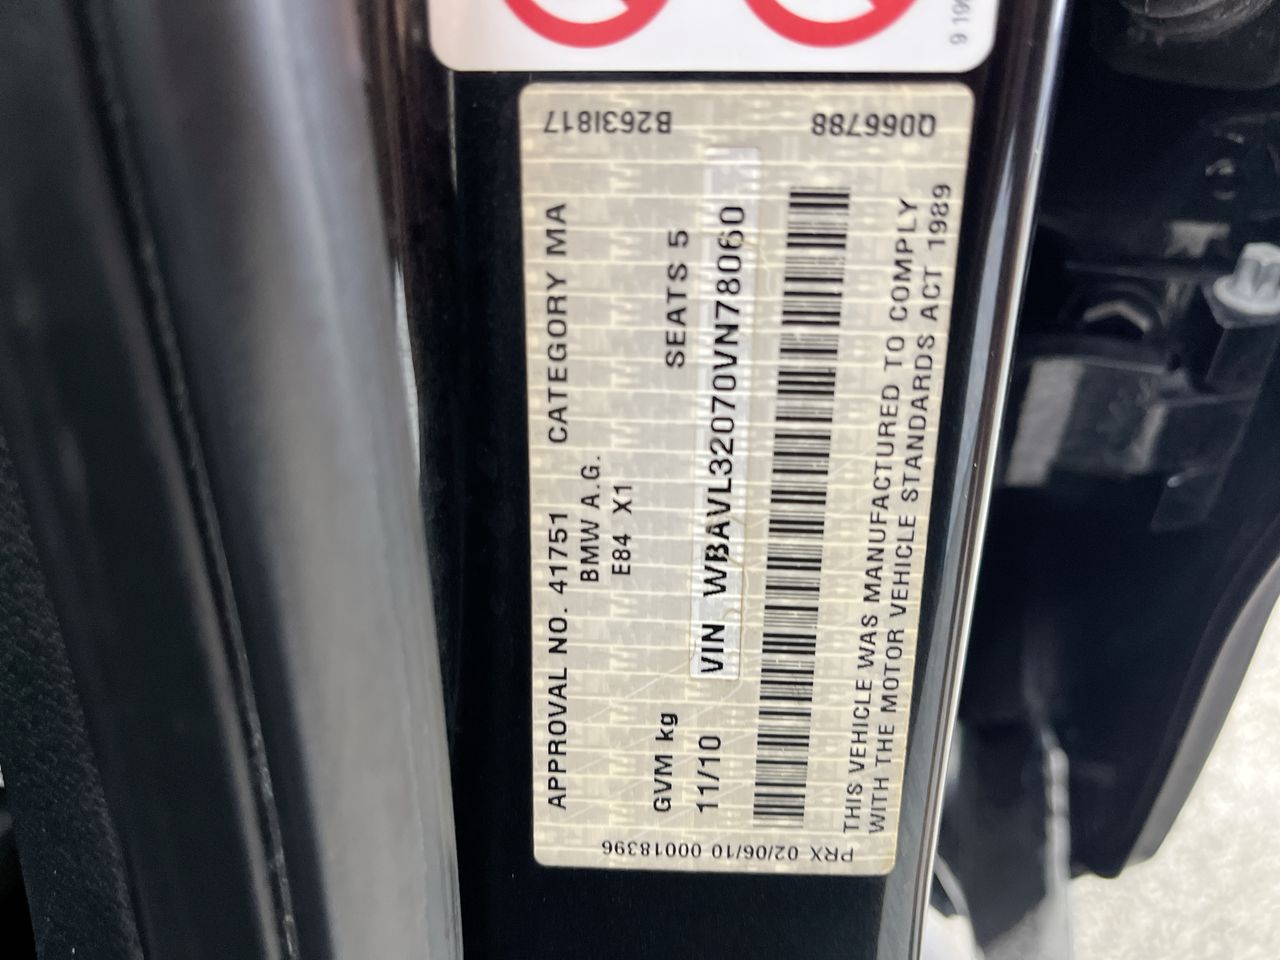 B2631817
Q066788
APPROVAL NO. 41751 CATEGORY MA
BMW A.G.
E84 X1
GVM kg SEATS 5
11/10 VIN WBAVL32070VN78060
THIS VEHICLE WAS MANUFACTURED TO COMPLY
WITH THE MOTOR VEHICLE STANDARDS ACT 1989
PRX 02/06/10 00018396